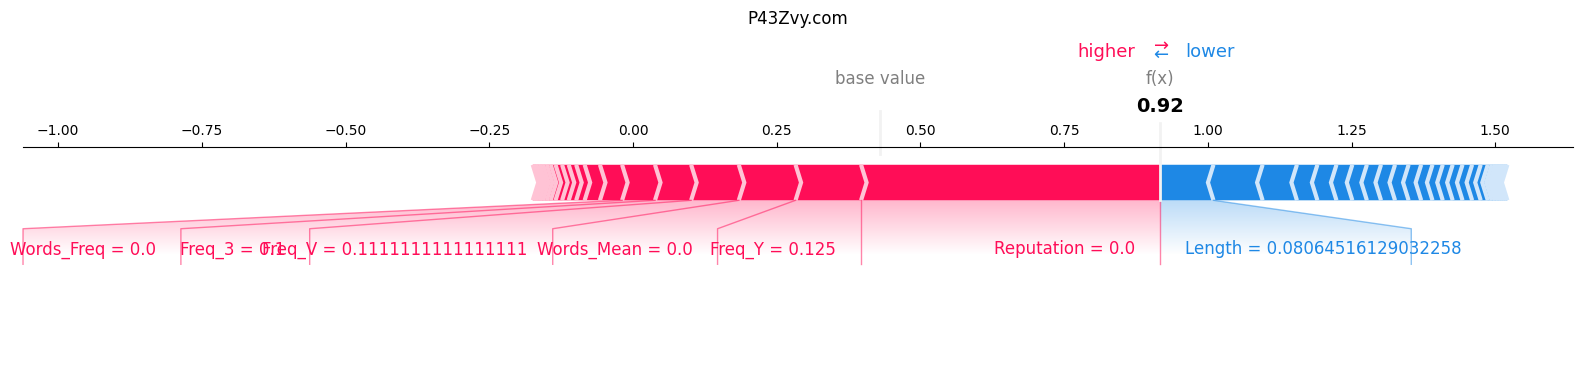 P43Zvy.com
higher ⇄ lower
base value f(x)
0.92
−1.00 −0.75 −0.50 −0.25 0.00 0.25 0.50 0.75 1.00 1.25 1.50
Words_Freq = 0.0 Freq_3 = 0.1 Freq_V = 0.1111111111111111 Words_Mean = 0.0 Freq_Y = 0.125 Reputation = 0.0 Length = 0.08064516129032258